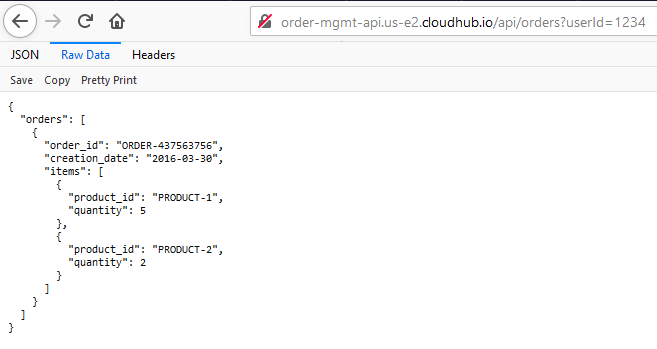 order-mgmt-api.us-e2.cloudhub.io/api/orders?userId=1234
JSON Raw Data Headers
Save Copy Pretty Print
{
  "orders": [
    {
      "order_id": "ORDER-437563756",
      "creation_date": "2016-03-30",
      "items": [
        {
          "product_id": "PRODUCT-1",
          "quantity": 5
        },
        {
          "product_id": "PRODUCT-2",
          "quantity": 2
        }
      ]
    }
  ]
}